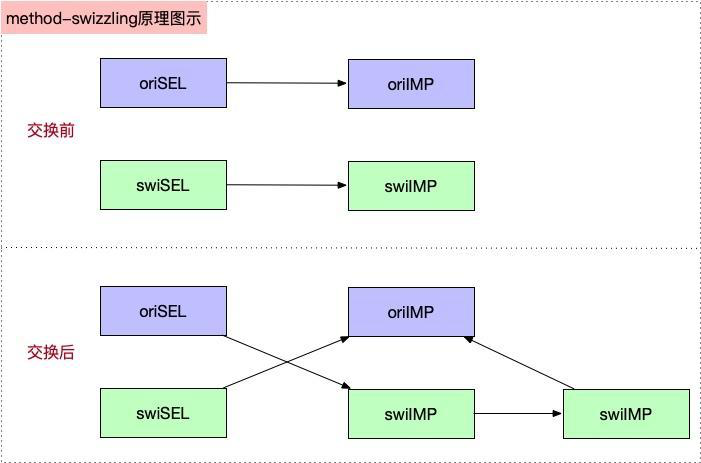 method-swizzling原理图示
oriSEL
oriIMP
交换前
swiSEL
swiIMP
oriSEL
oriIMP
交换后
swiSEL
swiIMP
swiIMP